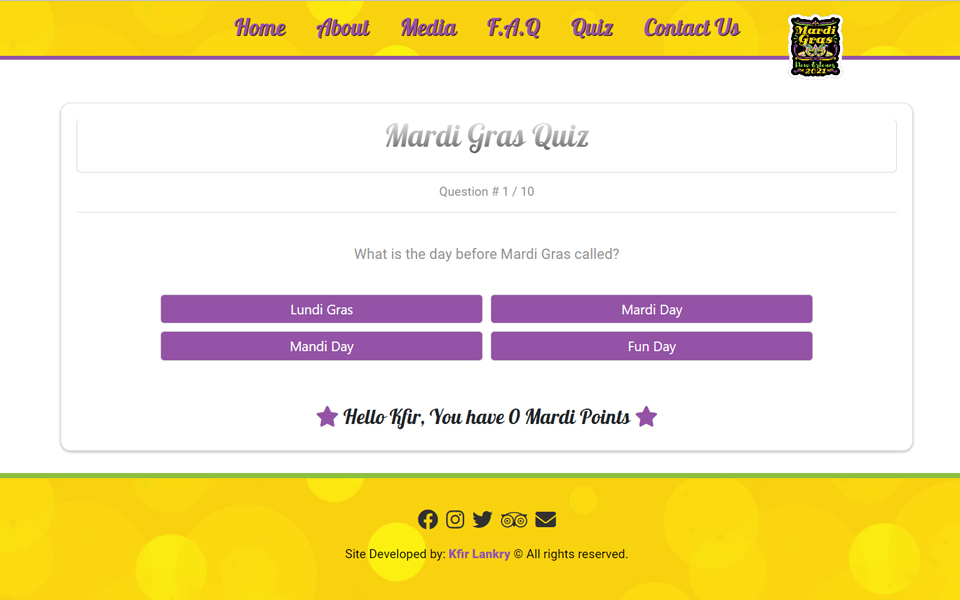 Home About Media F.A.Q Quiz Contact Us
Mardi
Gras
New Orleans
2021
Mardi Gras Quiz
Question # 1 / 10
What is the day before Mardi Gras called?
Lundi Gras Mardi Day
Mandi Day Fun Day
Hello Kfir, You have 0 Mardi Points
Site Developed by: Kfir Lankry © All rights reserved.